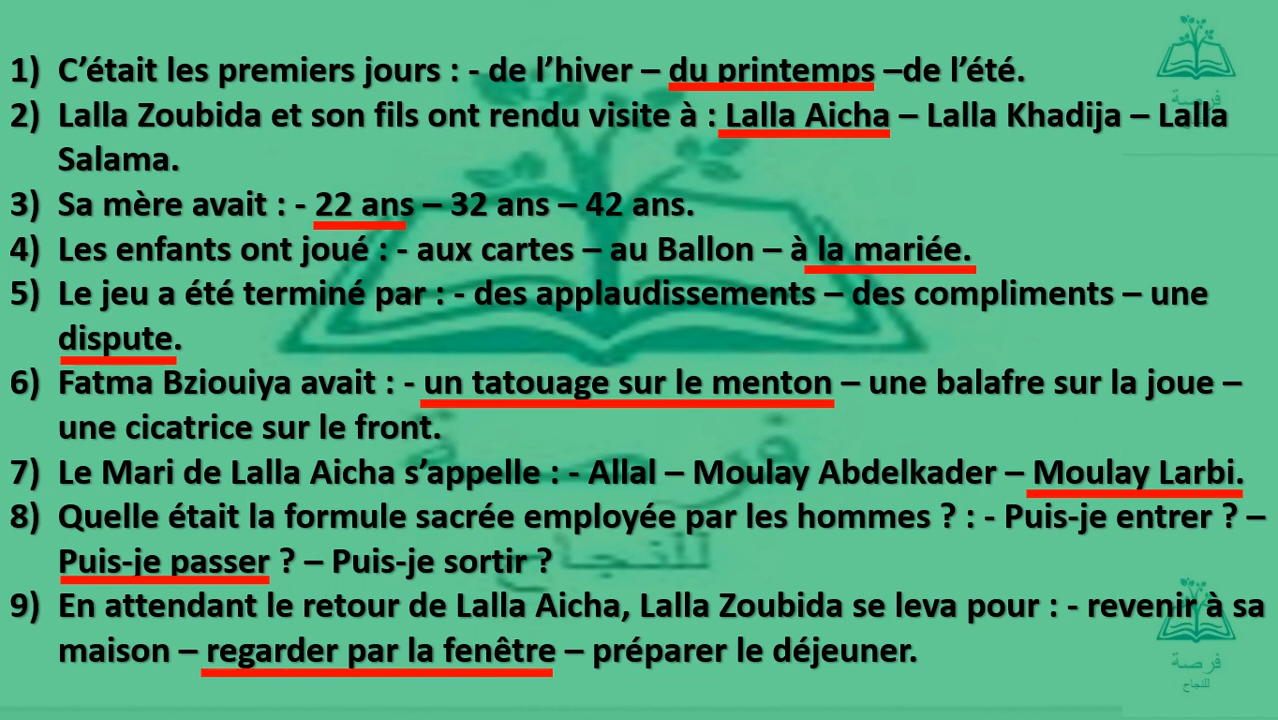 1) C’était les premiers jours : - de l’hiver – du printemps –de l’été.
2) Lalla Zoubida et son fils ont rendu visite à : Lalla Aicha – Lalla Khadija – Lalla
Salama.
3) Sa mère avait : - 22 ans – 32 ans – 42 ans.
4) Les enfants ont joué : - aux cartes – au Ballon – à la mariée.
5) Le jeu a été terminé par : - des applaudissements – des compliments – une
dispute.
6) Fatma Bziouiya avait : - un tatouage sur le menton – une balafre sur la joue –
une cicatrice sur le front.
7) Le Mari de Lalla Aicha s’appelle : - Allal – Moulay Abdelkader – Moulay Larbi.
8) Quelle était la formule sacrée employée par les hommes ? : - Puis-je entrer ? –
Puis-je passer ? – Puis-je sortir ?
9) En attendant le retour de Lalla Aicha, Lalla Zoubida se leva pour : - revenir à sa
maison – regarder par la fenêtre – préparer le déjeuner.
فرصة
فرصة
للنجاح
فرصة
للنجاح